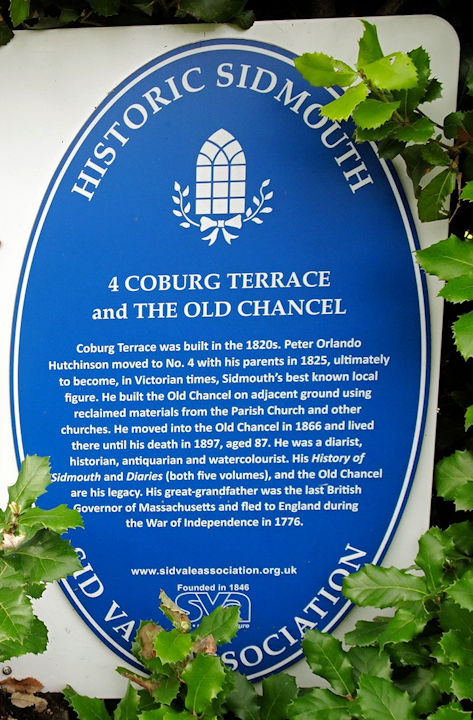 HISTORIC SIDMOUTH
4 COBURG TERRACE
and THE OLD CHANCEL
Coburg Terrace was built in the 1820s. Peter Orlando
Hutchinson moved to No. 4 with his parents in 1825, ultimately
to become, in Victorian times, Sidmouth's best known local
figure. He built the Old Chancel on adjacent ground using
reclaimed materials from the Parish Church and other
churches. He moved into the Old Chancel in 1866 and lived
there until his death in 1897, aged 87. He was a diarist,
historian, antiquarian and watercolourist. His History of
Sidmouth and Diaries (both five volumes), and the Old Chancel
are his legacy. His great-grandfather was the last British
Governor of Massachusetts and fled to England during
the War of Independence in 1776.
www.sidvaleassociation.org.uk
Founded in 1846
sva
SID VA ASSOCIATION